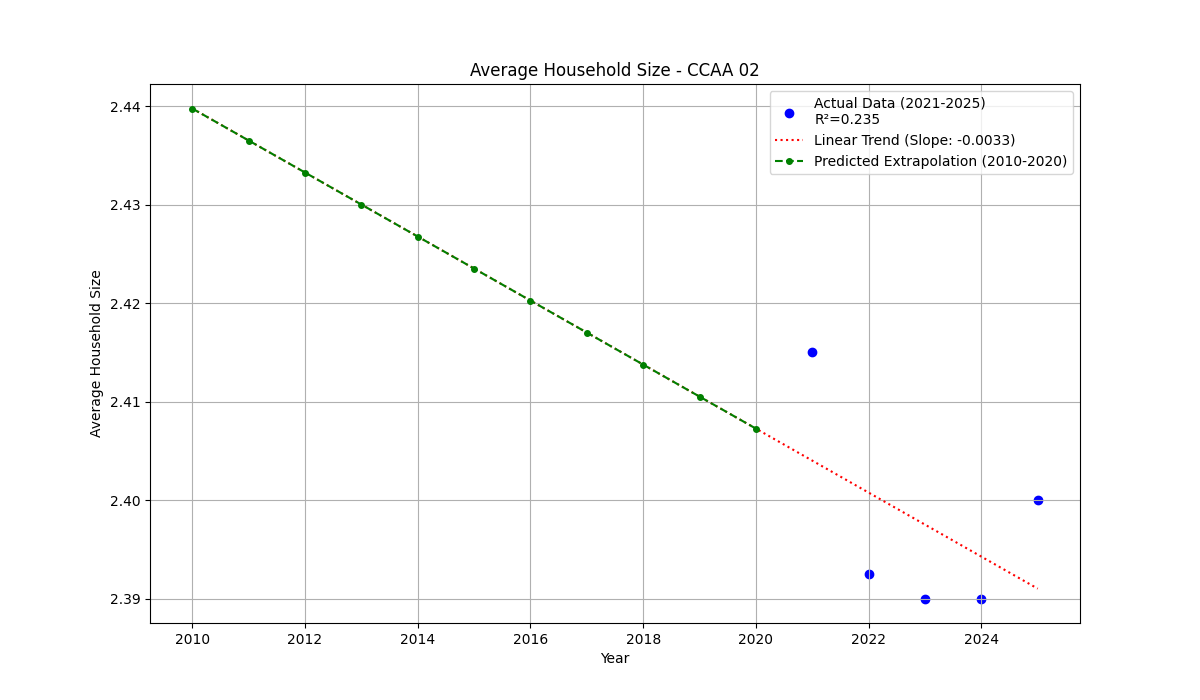 Average Household Size - CCAA 02
Actual Data (2021-2025)
R²=0.235
Linear Trend (Slope: -0.0033)
Predicted Extrapolation (2010-2020)
Average Household Size
2.44
2.43
2.42
2.41
2.40
2.39
2010 2012 2014 2016 2018 2020 2022 2024
Year